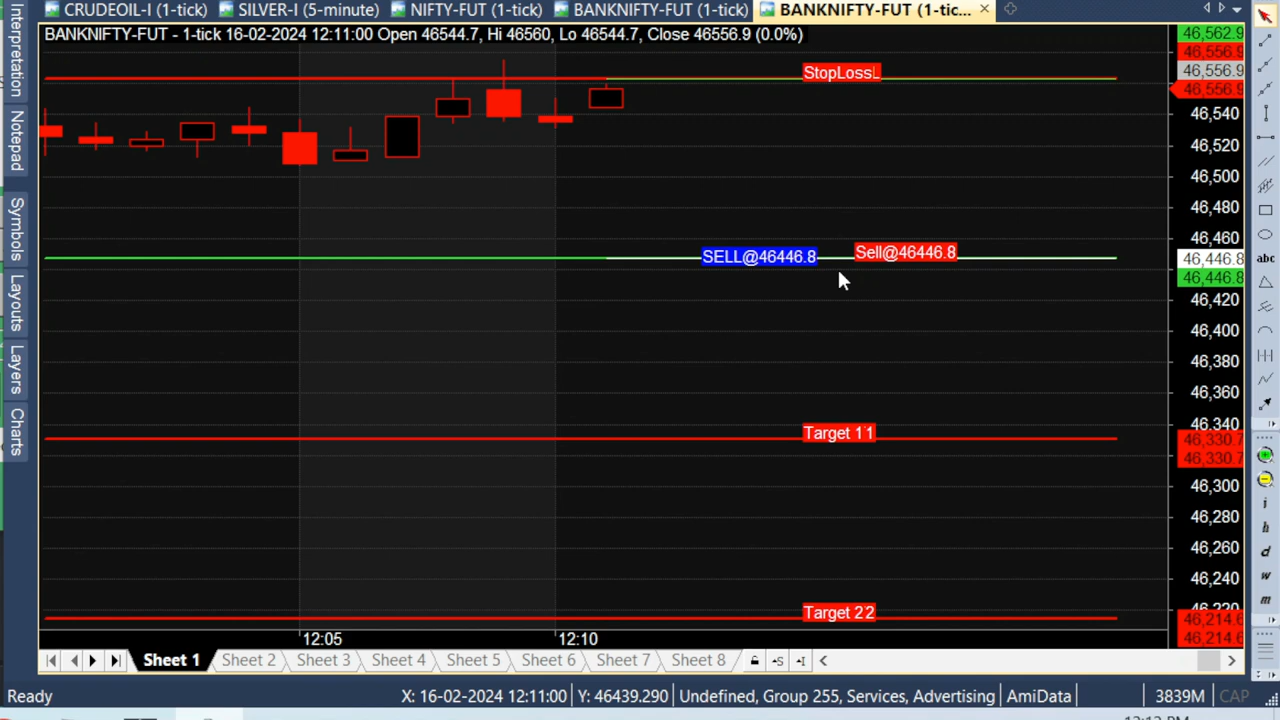 CRUDEOIL-I (1-tick) SILVER-I (5-minute) NIFTY-FUT (1-tick) BANKNIFTY-FUT (1-tick) BANKNIFTY-FUT (1-tic...
BANKNIFTY-FUT - 1-tick 16-02-2024 12:11:00 Open 46544.7, Hi 46560, Lo 46544.7, Close 46556.9 (0.0%)
Interpretation
Notepad
Symbols
Layouts
Layers
Charts
StopLoss
SELL@46446.8
Sell@46446.8
Target 11
Target 22
46,562.9
46,556.9
46,556.9
46,556.9
46,540
46,520
46,500
46,480
46,460
46,446.8
46,446.8
46,420
46,400
46,380
46,360
46,340
46,330.7
46,330.7
46,300
46,280
46,260
46,240
46,220
46,214.6
46,214.6
abc
i
h
d
w
m
12:05 12:10
Sheet 1 Sheet 2 Sheet 3 Sheet 4 Sheet 5 Sheet 6 Sheet 7 Sheet 8
Ready X: 16-02-2024 12:11:00 Y: 46439.290 Undefined, Group 255, Services, Advertising AmiData 3839M CAP